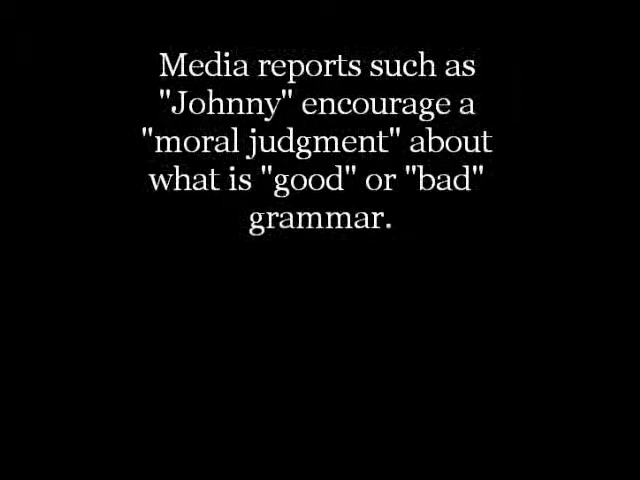 Media reports such as
"Johnny" encourage a
"moral judgment" about
what is "good" or "bad"
grammar.